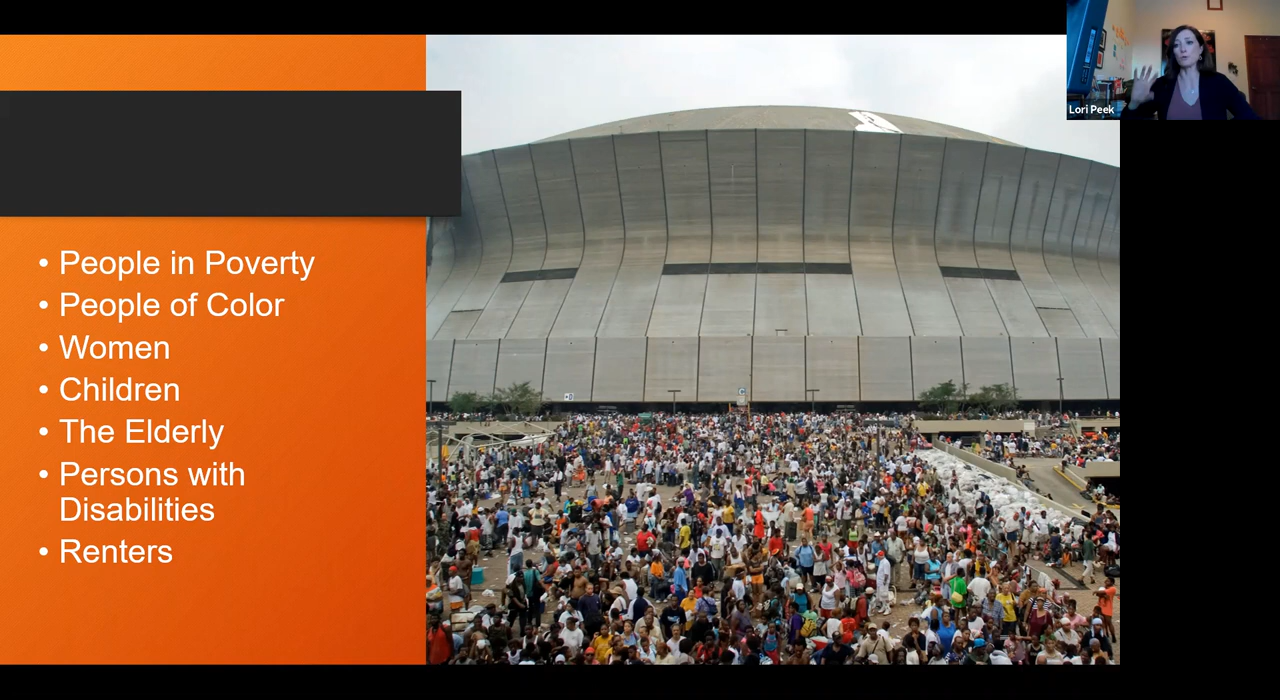 • People in Poverty
• People of Color
• Women
• Children
• The Elderly
• Persons with
Disabilities
• Renters
Lori Peek